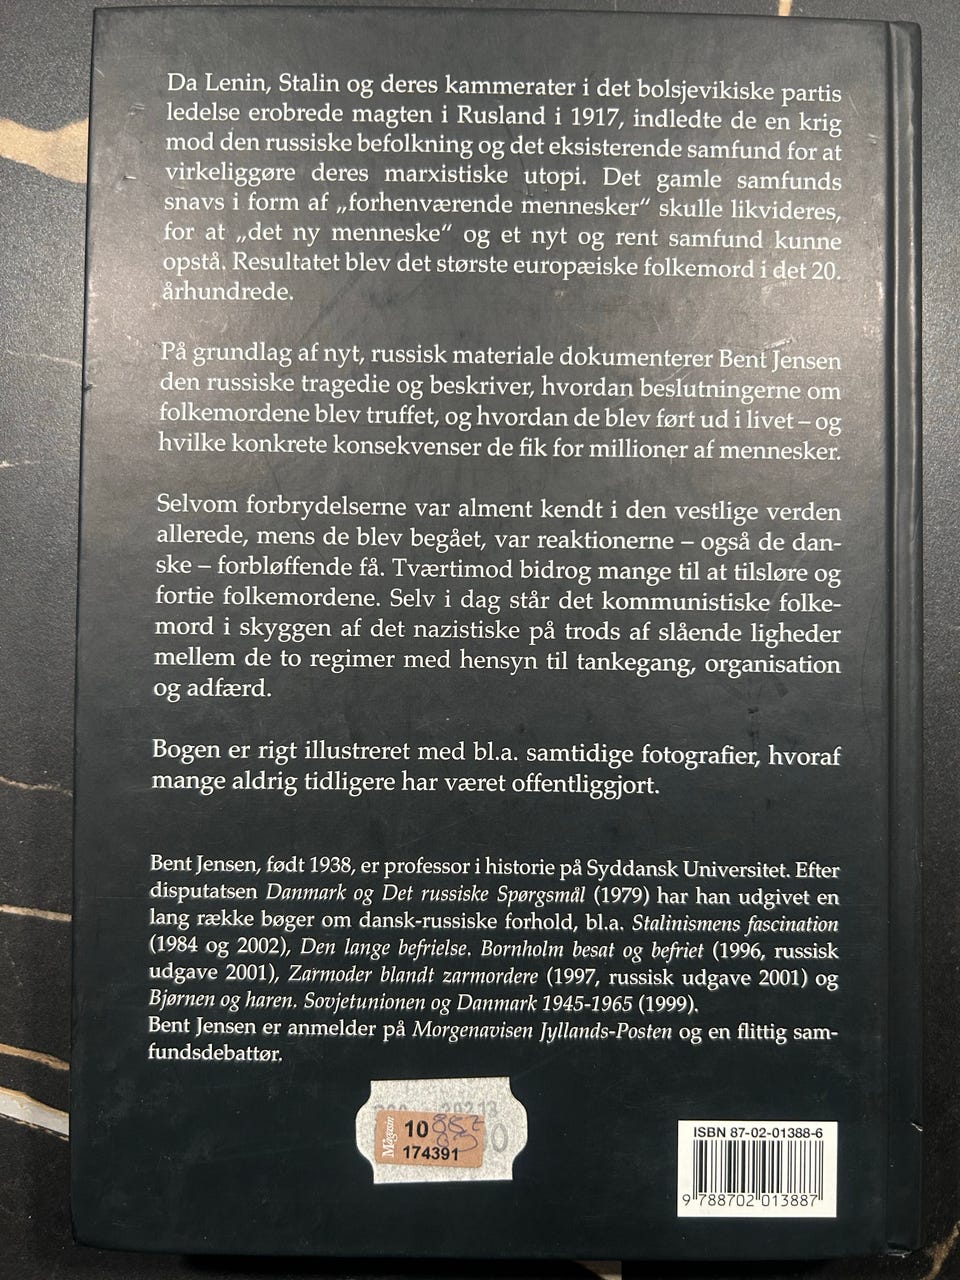 Da Lenin, Stalin og deres kammerater i det bolsjevikiske partis
ledelse erobrede magten i Rusland i 1917, indledte de en krig
mod den russiske befolkning og det eksisterende samfund for at
virkeliggøre deres marxistiske utopi. Det gamle samfunds
snavs i form af „forhenværende mennesker“ skulle likvideres,
for at „det ny menneske“ og et nyt og rent samfund kunne
opstå. Resultatet blev det største europæiske folkemord i det 20.
århundrede.
På grundlag af nyt, russisk materiale dokumenterer Bent Jensen
den russiske tragedie og beskriver, hvordan beslutningerne om
folkemordene blev truffet, og hvordan de blev ført ud i livet – og
hvilke konkrete konsekvenser de fik for millioner af mennesker.
Selvom forbrydelserne var alment kendt i den vestlige verden
allerede, mens de blev begået, var reaktionerne – også de dan-
ske – forbløffende få. Tværtimod bidrog mange til at tilsløre og
fortie folkemordene. Selv i dag står det kommunistiske folke-
mord i skyggen af det nazistiske på trods af slående ligheder
mellem de to regimer med hensyn til tankegang, organisation
og adfærd.
Bogen er rigt illustreret med bl.a. samtidige fotografier, hvoraf
mange aldrig tidligere har været offentliggjort.
Bent Jensen, født 1938, er professor i historie på Syddansk Universitet. Efter
disputatsen Danmark og Det russiske Spørgsmål (1979) har han udgivet en
lang række bøger om dansk-russiske forhold, bl.a. Stalinismens fascination
(1984 og 2002), Den lange befrielse. Bornholm besat og befriet (1996, russisk
udgave 2001), Zarmoder blandt zarmordere (1997, russisk udgave 2001) og
Bjørnen og haren. Sovjetunionen og Danmark 1945-1965 (1999).
Bent Jensen er anmelder på Morgenavisen Jyllands-Posten og en flittig sam-
fundsdebattør.
Magasin
10
174391
ISBN 87-02-01388-6
9 788702 013887